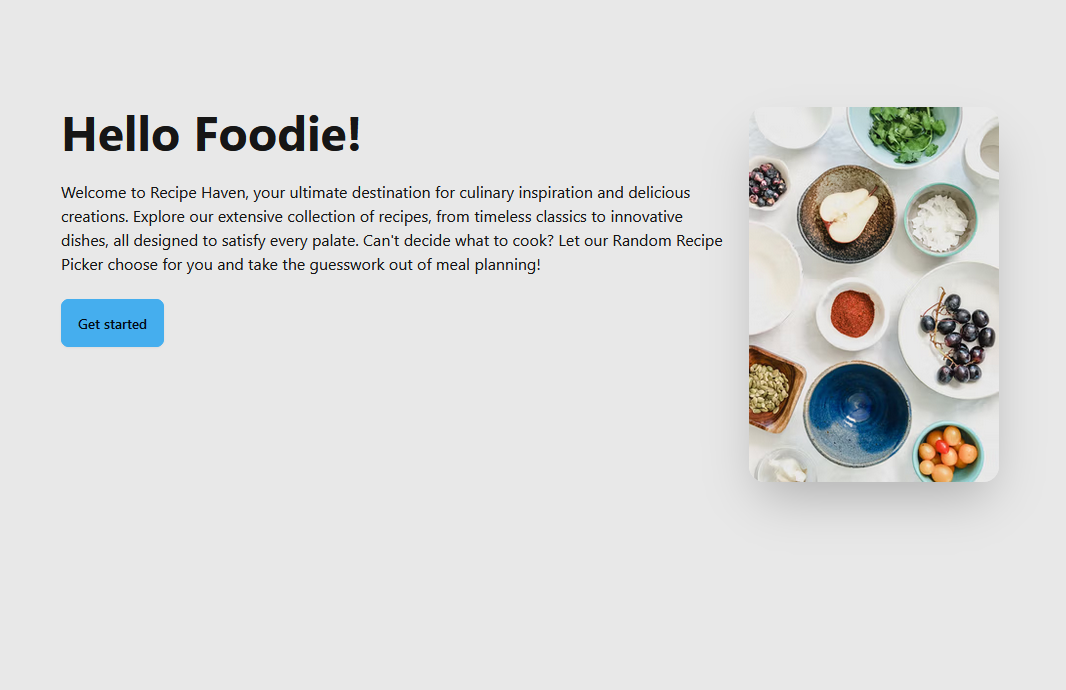 Hello Foodie!
Welcome to Recipe Haven, your ultimate destination for culinary inspiration and delicious
creations. Explore our extensive collection of recipes, from timeless classics to innovative
dishes, all designed to satisfy every palate. Can't decide what to cook? Let our Random Recipe
Picker choose for you and take the guesswork out of meal planning!
Get started